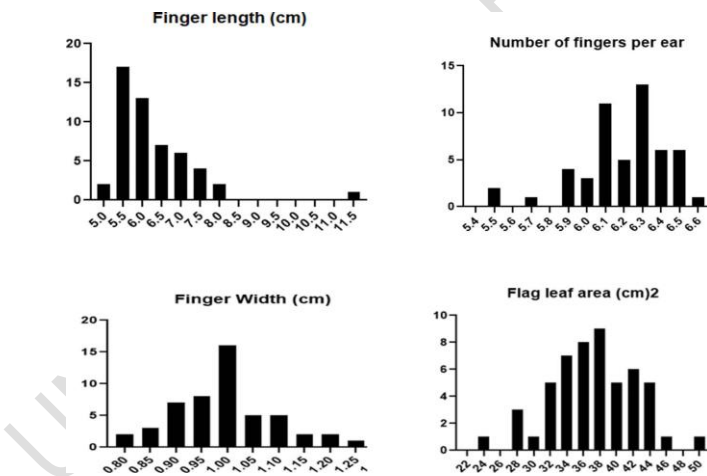 Finger length (cm)
20
15
10
5
0
5.0 5.5 6.0 6.5 7.0 7.5 8.0 8.5 9.0 9.5 10.0 10.5 11.0 11.5
Number of fingers per ear
15
10
5
0
5.4 5.5 5.6 5.7 5.8 5.9 6.0 6.1 6.2 6.3 6.4 6.5 6.6
Finger Width (cm)
20
15
10
5
0
0.80 0.85 0.90 0.95 1.00 1.05 1.10 1.15 1.20 1.25
Flag leaf area (cm)2
10
8
6
4
2
0
22 24 26 28 30 32 34 36 38 40 42 44 46 48 50